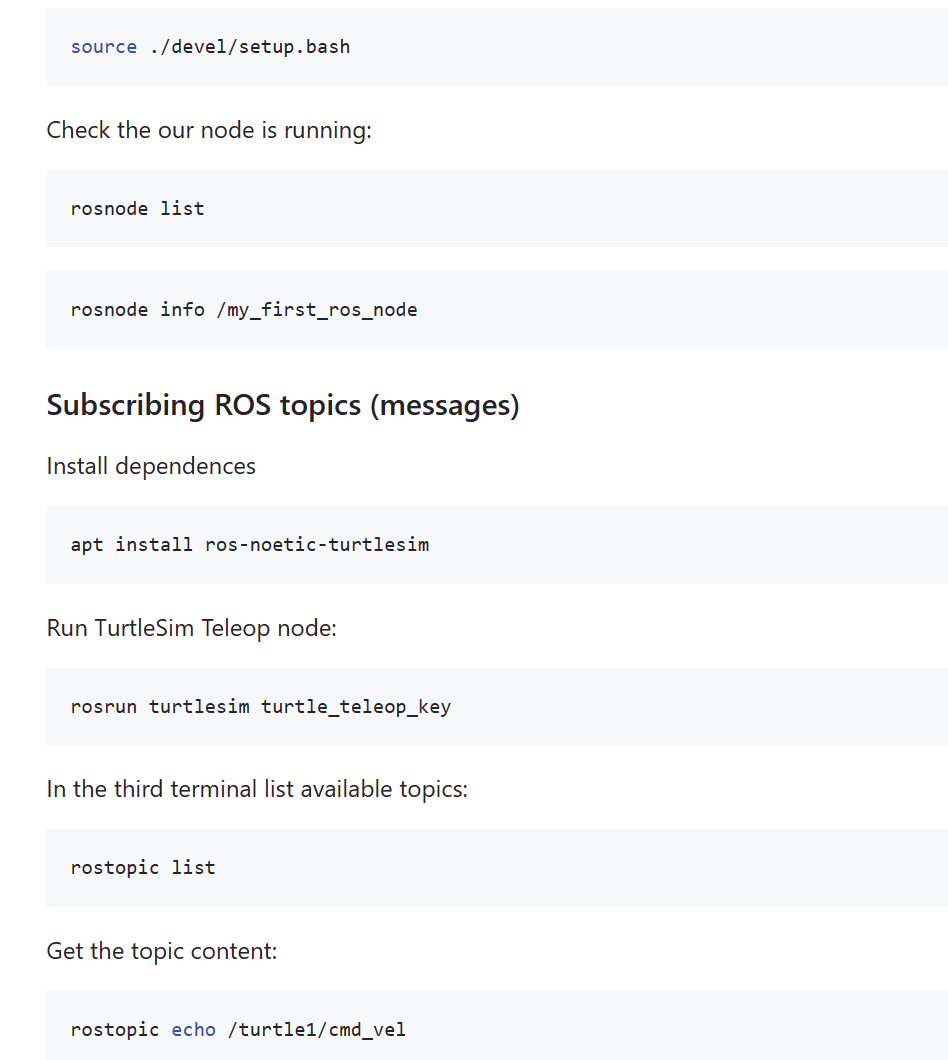 source ./devel/setup.bash
Check the our node is running:
rosnode list
rosnode info /my_first_ros_node
Subscribing ROS topics (messages)
Install dependences
apt install ros-noetic-turtlesim
Run TurtleSim Teleop node:
rosrun turtlesim turtle_teleop_key
In the third terminal list available topics:
rostopic list
Get the topic content:
rostopic echo /turtle1/cmd_vel